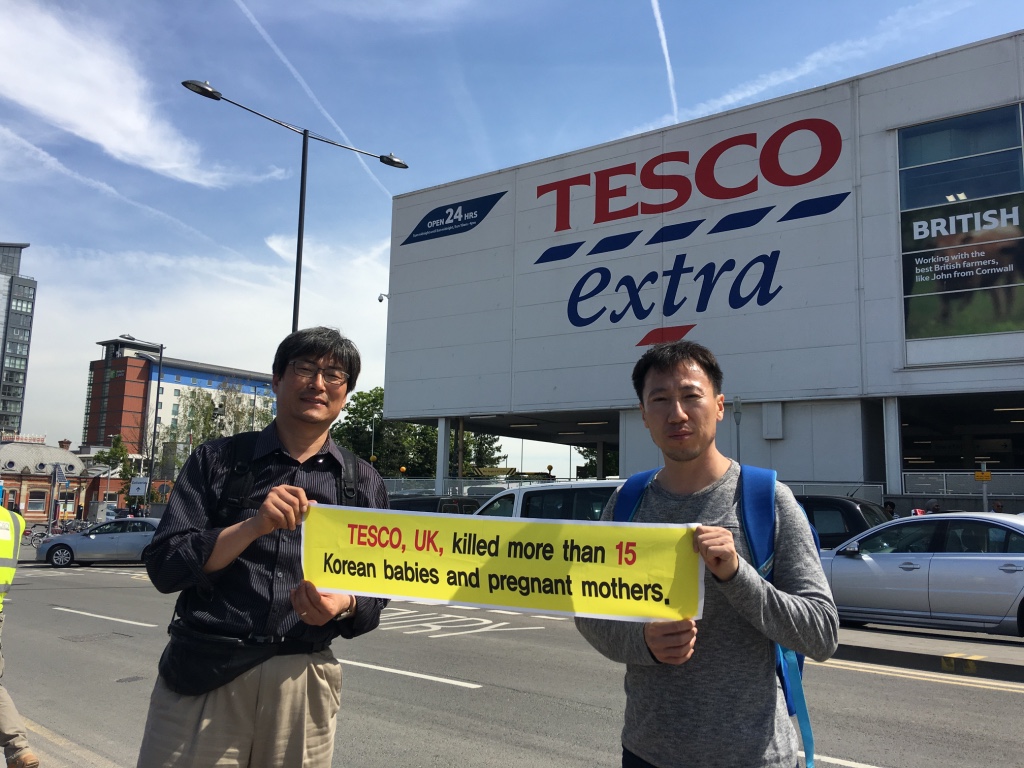 OPEN 24 HRS
TESCO
extra
BRITISH
Working with the
best British farmers,
like John from Cornwall
TESCO, UK, killed more than 15
Korean babies and pregnant mothers.